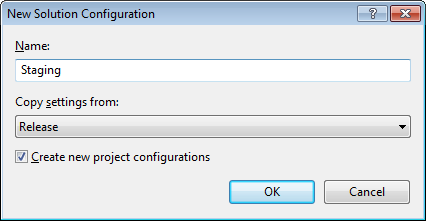 New Solution Configuration
Name:
Staging
Copy settings from:
Release
Create new project configurations
OK Cancel